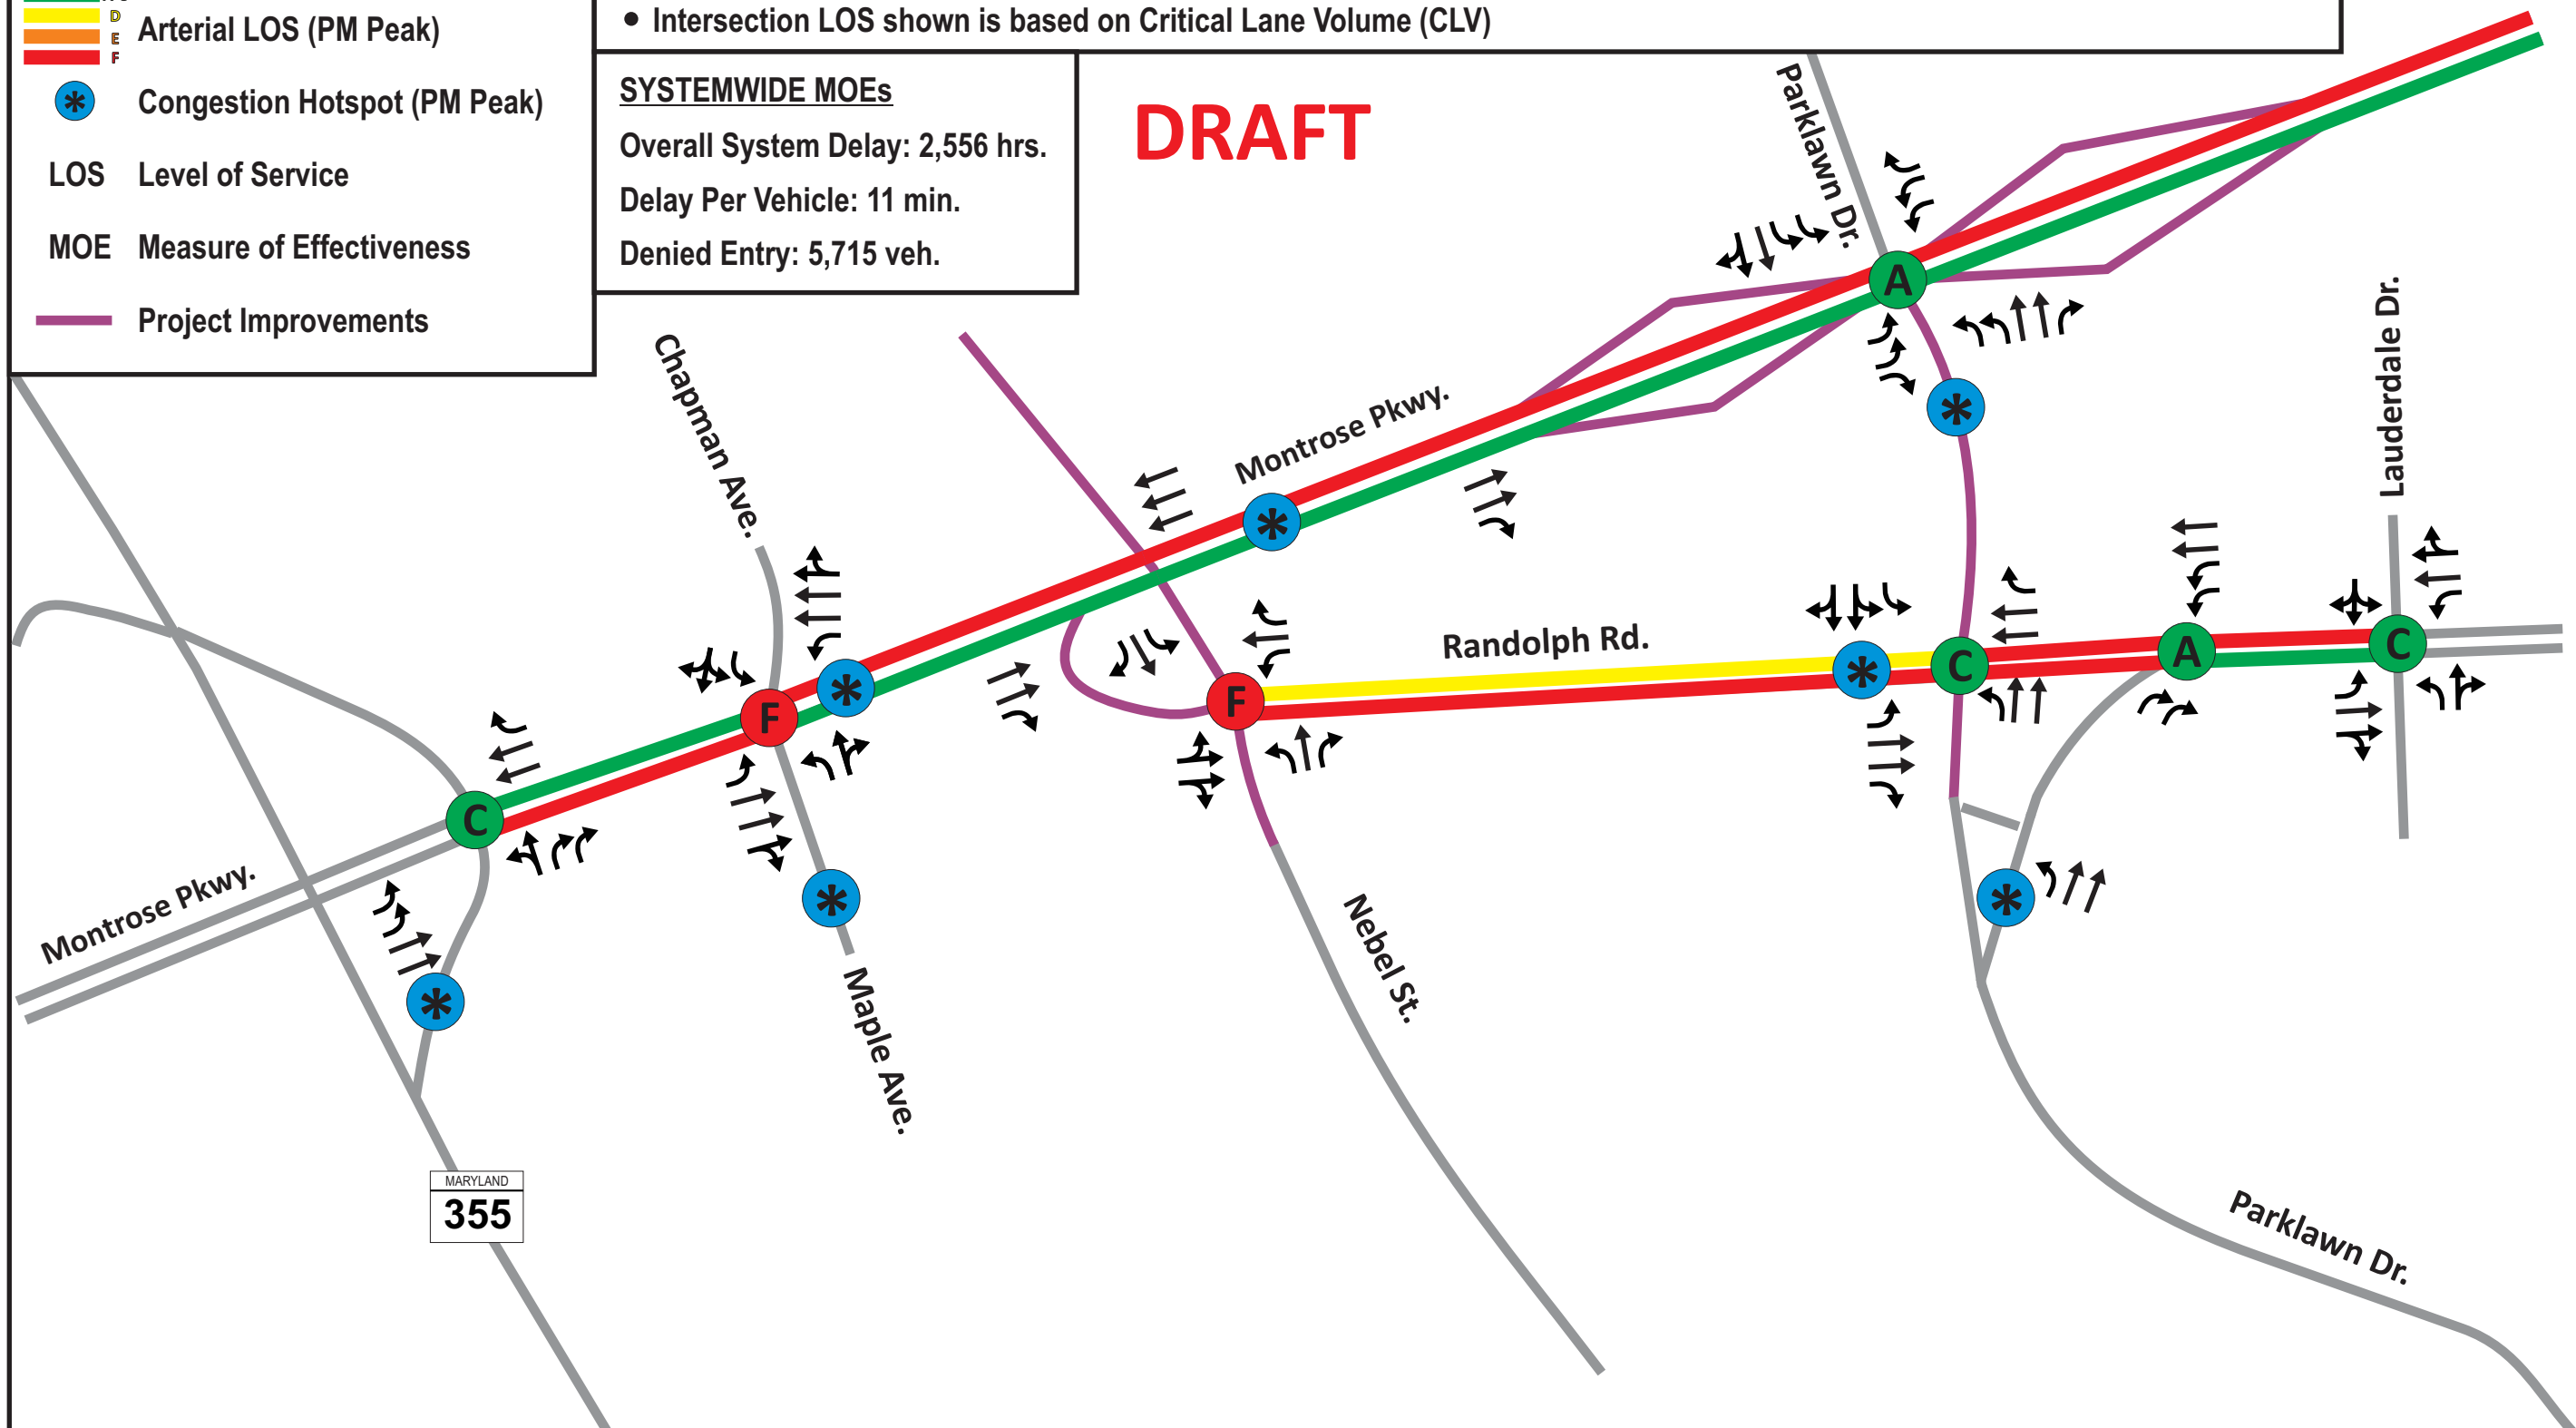 D
E
F
Arterial LOS (PM Peak)
* Congestion Hotspot (PM Peak)
LOS Level of Service
MOE Measure of Effectiveness
Project Improvements
• Intersection LOS shown is based on Critical Lane Volume (CLV)
SYSTEMWIDE MOEs
Overall System Delay: 2,556 hrs.
Delay Per Vehicle: 11 min.
Denied Entry: 5,715 veh.
DRAFT
Parklawn Dr.
A
*
Lauderdale Dr.
Chapman Ave.
Montrose Pkwy.
*
Randolph Rd.
*
C
A
C
F
*
F
C
Montrose Pkwy.
*
*
*
Maple Ave.
Nebel St.
MARYLAND
355
Parklawn Dr.